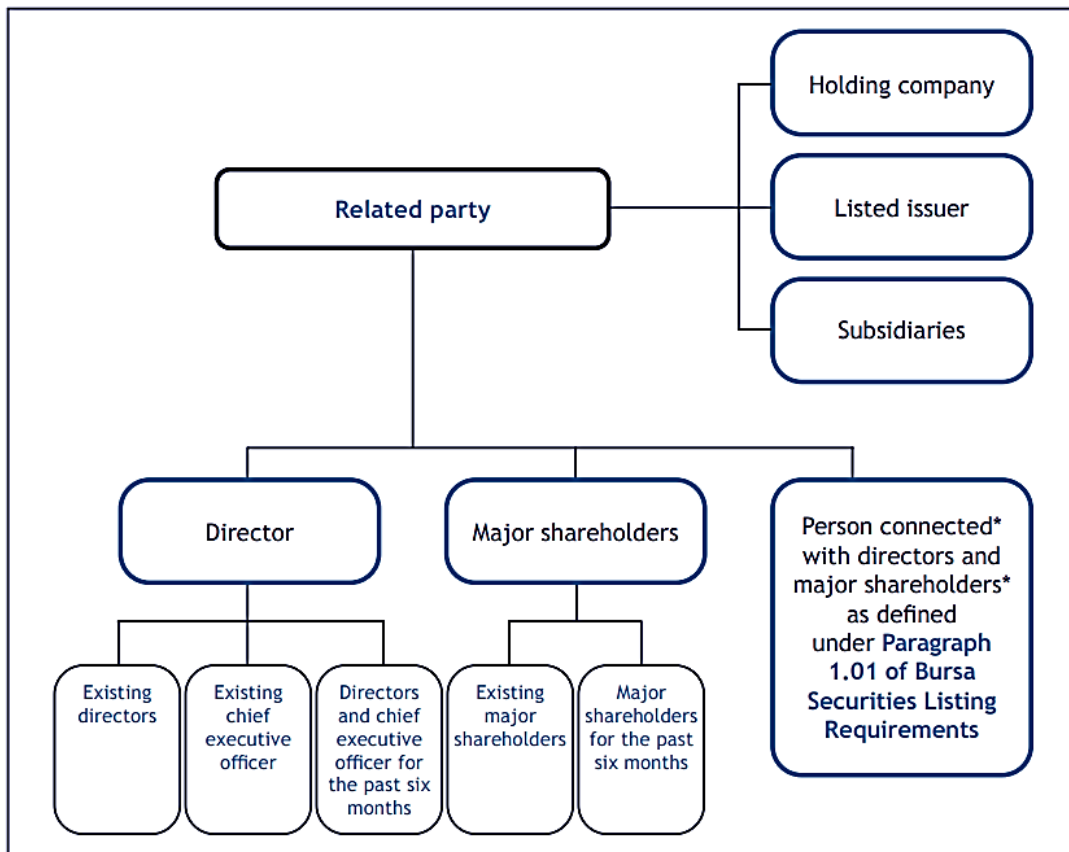 Holding company
Related party
Listed issuer
Subsidiaries
Director
Major shareholders
Person connected*
with directors and
major shareholders*
as defined
under Paragraph
1.01 of Bursa
Securities Listing
Requirements
Existing
directors
Existing
chief
executive
officer
Directors
and chief
executive
officer for
the past six
months
Existing
major
shareholders
Major
shareholders
for the past
six months